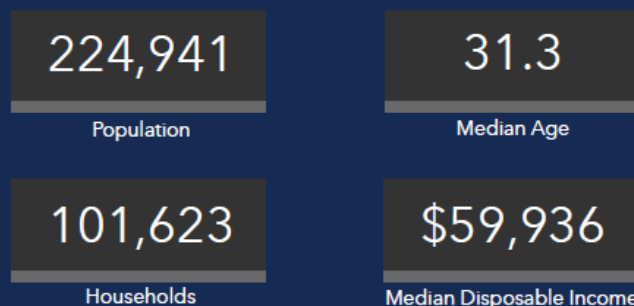 224,941
31.3
Population
Median Age
101,623
$59,936
Households
Median Disposable Income